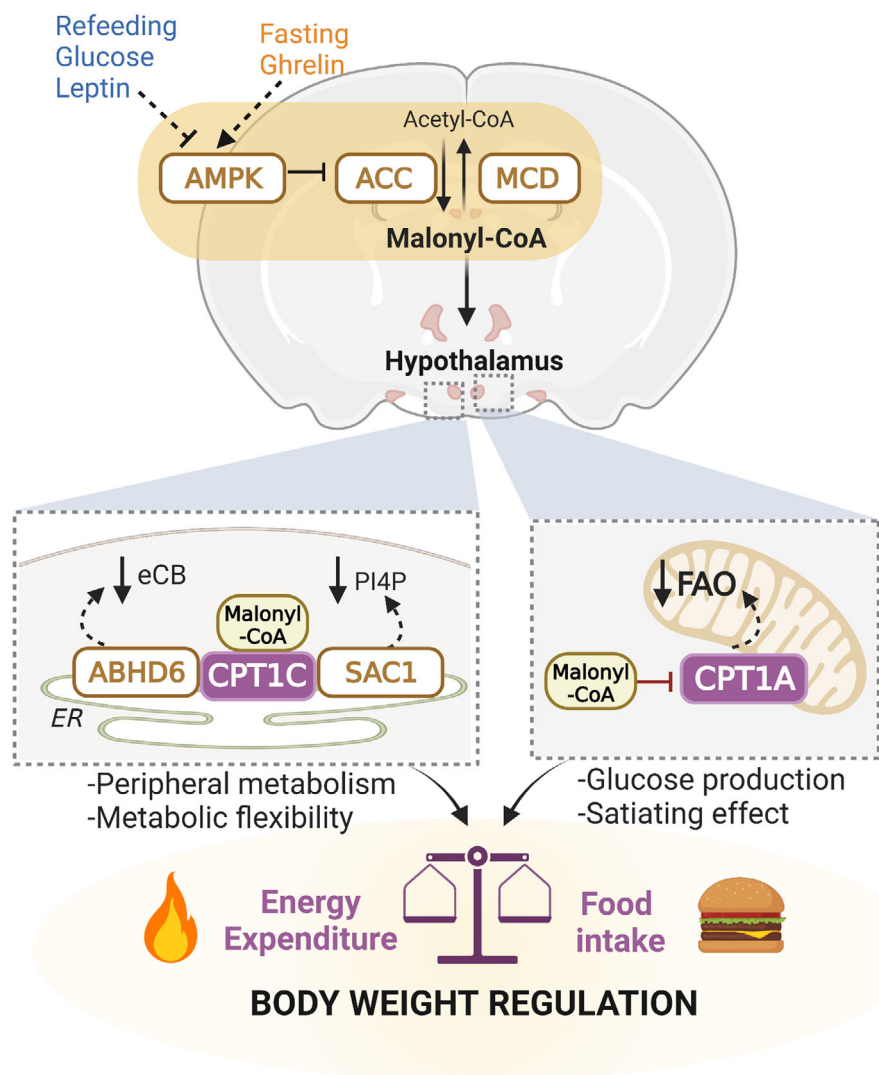 Refeeding
Glucose
Leptin
Fasting
Ghrelin
Acetyl-CoA
AMPK
ACC
MCD
Malonyl-CoA
Hypothalamus
eCB
PI4P
Malonyl
-CoA
ABHD6
CPT1C
SAC1
ER
FAO
Malonyl
-CoA
CPT1A
-Peripheral metabolism
-Metabolic flexibility
-Glucose production
-Satiating effect
Energy
Expenditure
Food
intake
BODY WEIGHT REGULATION